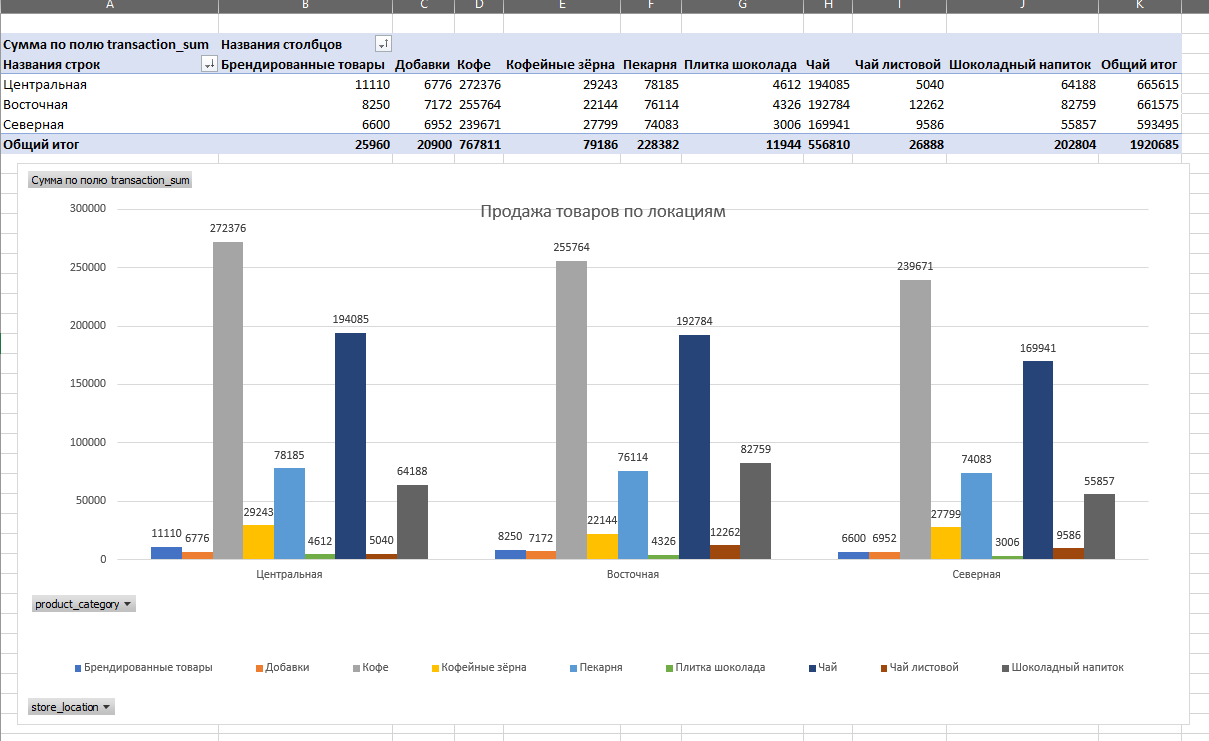 A B C D E F G H I J K
Сумма по полю transaction_sum Названия столбцов
Названия строк Брендированные товары Добавки Кофе Кофейные зёрна Пекарня Плитка шоколада Чай Чай листовой Шоколадный напиток Общий итог
Центральная 11110 6776 272376 29243 78185 4612 194085 5040 64188 665615
Восточная 8250 7172 255764 22144 76114 4326 192784 12262 82759 661575
Северная 6600 6952 239671 27799 74083 3006 169941 9586 55857 593495
Общий итог 25960 20900 767811 79186 228382 11944 556810 26888 202804 1920685
Сумма по полю transaction_sum
Продажа товаров по локациям
300000
250000
200000
150000
100000
50000
0
11110 6776 272376 29243 78185 4612 194085 5040 64188
8250 7172 255764 22144 76114 4326 192784 12262 82759
6600 6952 239671 27799 74083 3006 169941 9586 55857
Центральная Восточная Северная
product_category
Брендированные товары Добавки Кофе Кофейные зёрна Пекарня Плитка шоколада Чай Чай листовой Шоколадный напиток
store_location